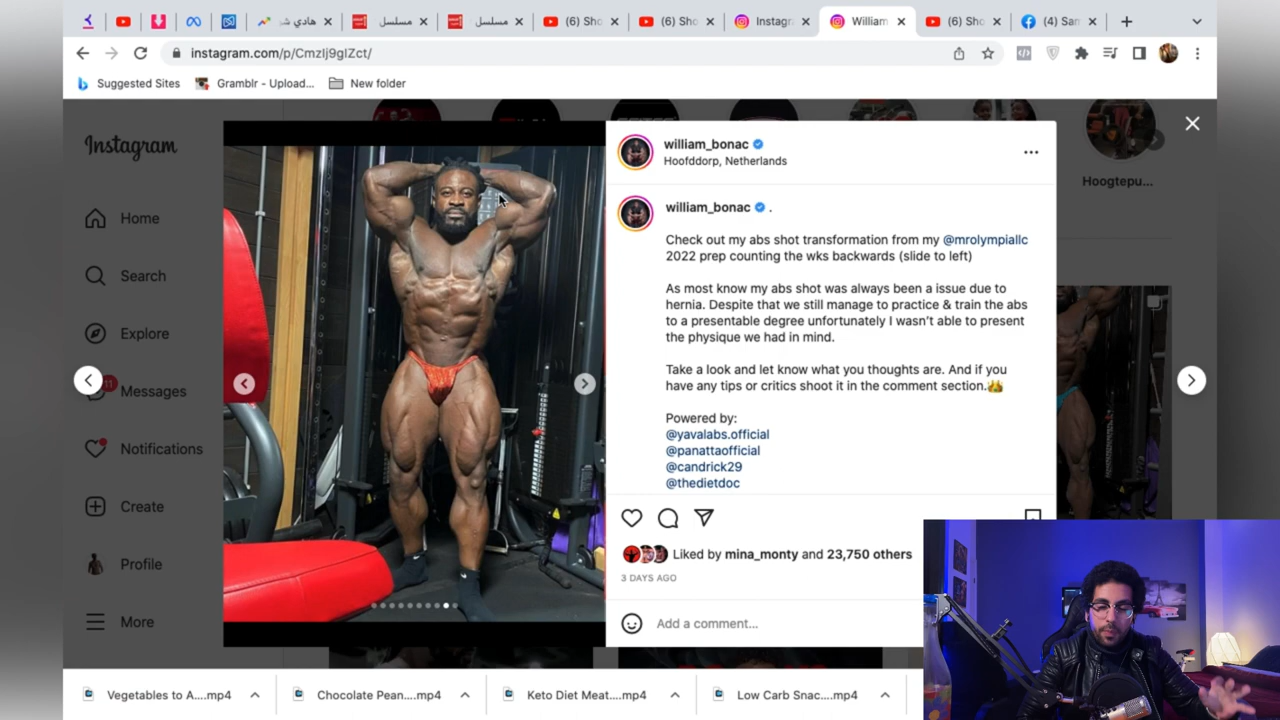 هادي شو
مسلسل
مسلسل
(6) Sho
(6) Sho
Instagr
William
(6) Sho
(4) San
instagram.com/p/CmzIj9gIZct/
Suggested Sites
Gramblr - Upload...
New folder
Instagram
Home
Search
Explore
Messages
Notifications
Create
Profile
More
Hoogtepu...
william_bonac
Hoofddorp, Netherlands
william_bonac .
Check out my abs shot transformation from my @mrolympiallc
2022 prep counting the wks backwards (slide to left)
As most know my abs shot was always been a issue due to
hernia. Despite that we still manage to practice & train the abs
to a presentable degree unfortunately I wasn't able to present
the physique we had in mind.
Take a look and let know what you thoughts are. And if you
have any tips or critics shoot it in the comment section.
Powered by:
@yavalabs.official
@panattaofficial
@candrick29
@thedietdoc
Liked by mina_monty and 23,750 others
3 DAYS AGO
Add a comment...
Vegetables to A....mp4
Chocolate Pean....mp4
Keto Diet Meat....mp4
Low Carb Snac....mp4